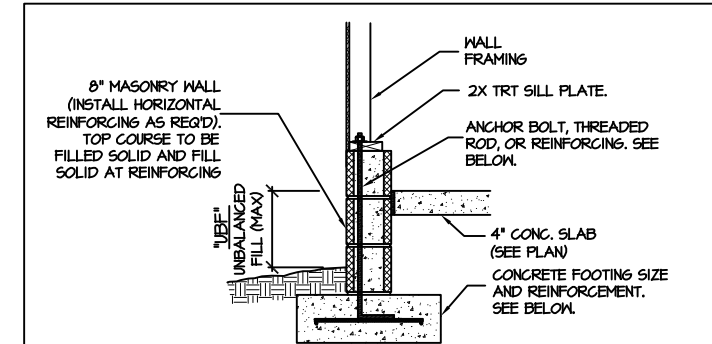 8" MASONRY WALL
(INSTALL HORIZONTAL
REINFORCING AS REQ'D).
TOP COURSE TO BE
FILLED SOLID AND FILL
SOLID AT REINFORCING
"UBF"
UNBALANCED
FILL (MAX)
WALL
FRAMING
2X TRT SILL PLATE.
ANCHOR BOLT, THREADED
ROD, OR REINFORCING. SEE
BELOW.
4" CONC. SLAB
(SEE PLAN)
CONCRETE FOOTING SIZE
AND REINFORCEMENT.
SEE BELOW.